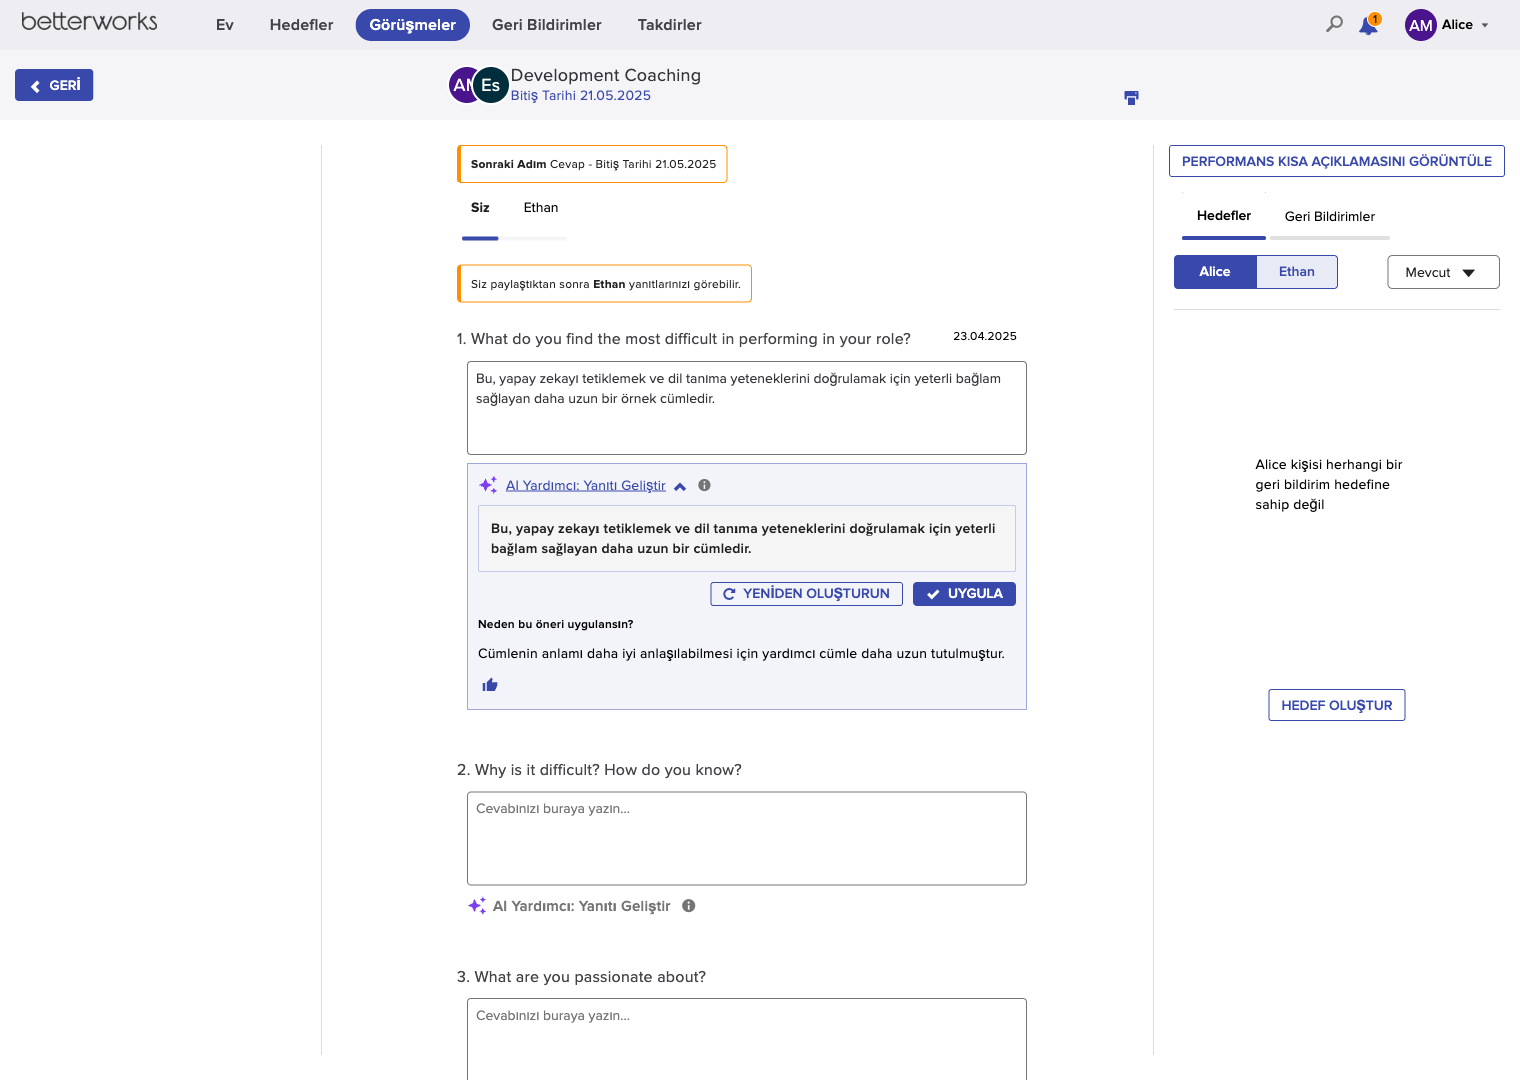 betterworks
Ev
Hedefler
Görüşmeler
Geri Bildirimler
Takdirler
1
AM
Alice
GERİ
Es
Development Coaching
Bitiş Tarihi 21.05.2025
Sonraki Adım Cevap - Bitiş Tarihi 21.05.2025
Siz
Ethan
Siz paylaştıktan sonra Ethan yanıtlarınızı görebilir.
1. What do you find the most difficult in performing in your role?
23.04.2025
Bu, yapay zekayı tetiklemek ve dil tanıma yeteneklerini doğrulamak için yeterli bağlam
sağlayan daha uzun bir örnek cümledir.
AI Yardımcı: Yanıtı Geliştir
Bu, yapay zekayı tetiklemek ve dil tanıma yeteneklerini doğrulamak için yeterli
bağlam sağlayan daha uzun bir cümledir.
YENİDEN OLUŞTURUN
UYGULA
Neden bu öneri uygulansın?
Cümlenin anlamı daha iyi anlaşılabilmesi için yardımcı cümle daha uzun tutulmuştur.
2. Why is it difficult? How do you know?
Cevabınızı buraya yazın...
AI Yardımcı: Yanıtı Geliştir
3. What are you passionate about?
Cevabınızı buraya yazın...
PERFORMANS KISA AÇIKLAMASINI GÖRÜNTÜLE
Hedefler
Geri Bildirimler
Alice
Ethan
Mevcut
Alice kişisi herhangi bir
geri bildirim hedefine
sahip değil
HEDEF OLUŞTUR